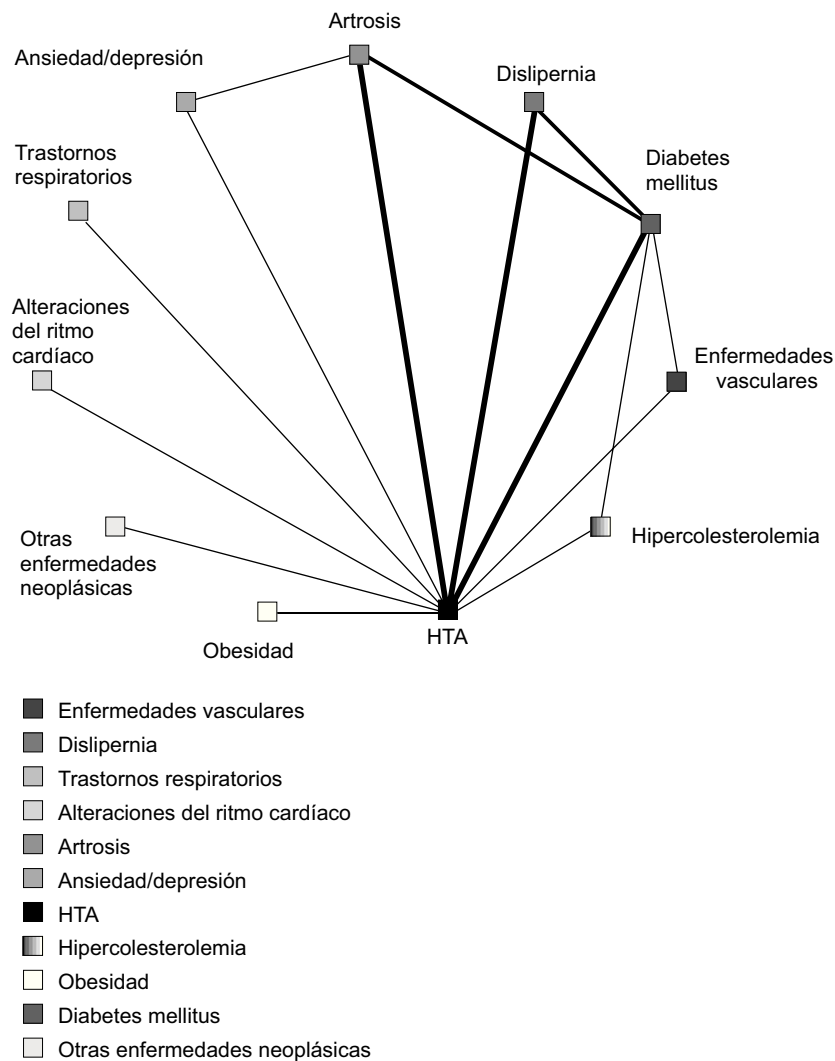 Artrosis
Ansiedad/depresión
Dislipernia
Trastornos
respiratorios
Diabetes
mellitus
Alteraciones
del ritmo
cardíaco
Enfermedades
vasculares
Otras
enfermedades
neoplásicas
Hipercolesterolemia
HTA
Obesidad
Enfermedades vasculares
Dislipernia
Trastornos respiratorios
Alteraciones del ritmo cardíaco
Artrosis
Ansiedad/depresión
HTA
Hipercolesterolemia
Obesidad
Diabetes mellitus
Otras enfermedades neoplásicas